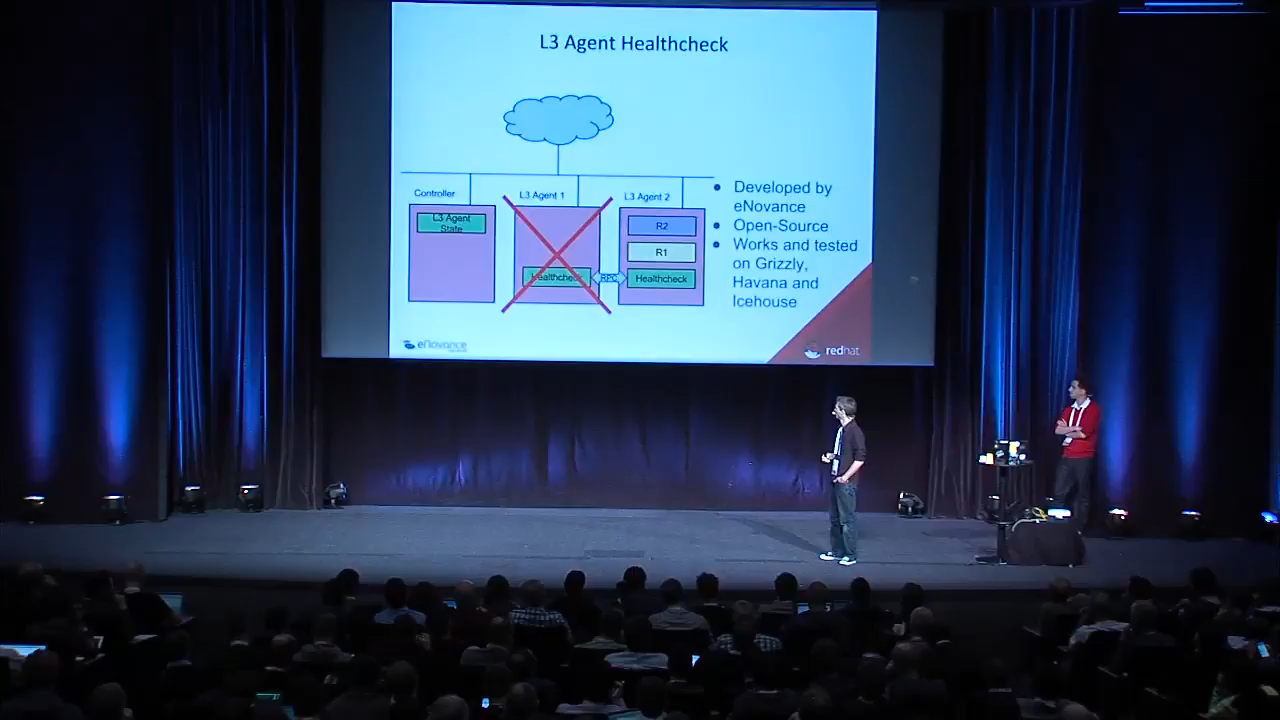 L3 Agent Healthcheck
Controller
L3 Agent 1
L3 Agent 2
L3 Agent
State
R2
R1
Healthcheck
RPC
Healthcheck
• Developed by
eNovance
• Open-Source
• Works and tested
on Grizzly,
Havana and
Icehouse
eNovance
redhat